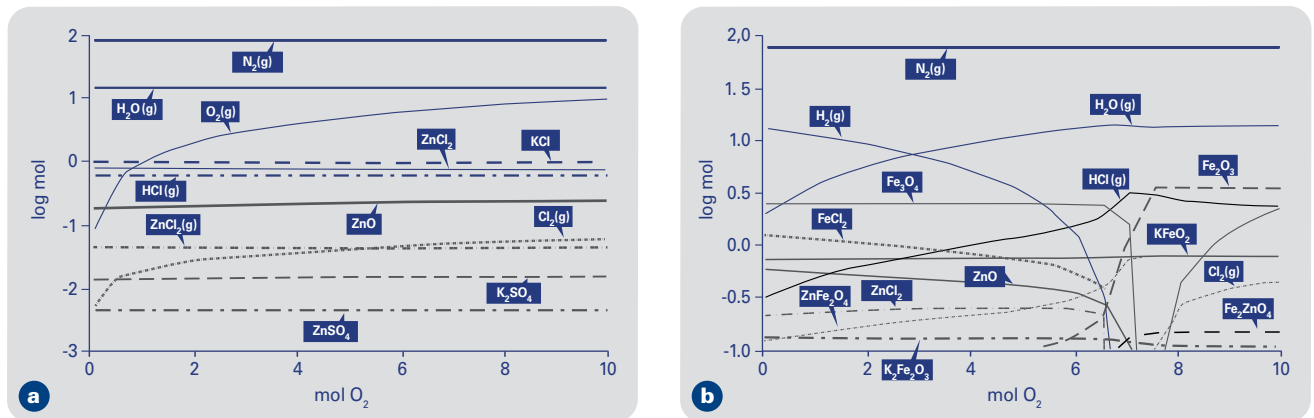 2
1
0
-1
-2
-3
log mol
N₂(g)
H₂O (g)
O₂(g)
ZnCl₂
KCl
HCl (g)
ZnCl₂(g)
ZnO
Cl₂(g)
K₂SO₄
ZnSO₄
0 2 4 6 8 10
mol O₂
a
2,0
1. 5
1.0
0.5
0.0
-0.5
-1.0
log mol
N₂(g)
H₂(g)
H₂O (g)
Fe₃O₄
HCl (g)
Fe₂O₃
FeCl₂
KFeO₂
ZnO
Cl₂(g)
ZnFe₂O₄
ZnCl₂
Fe₂ZnO₄
K₂Fe₂O₃
0 2 4 6 8 10
mol O₂
b